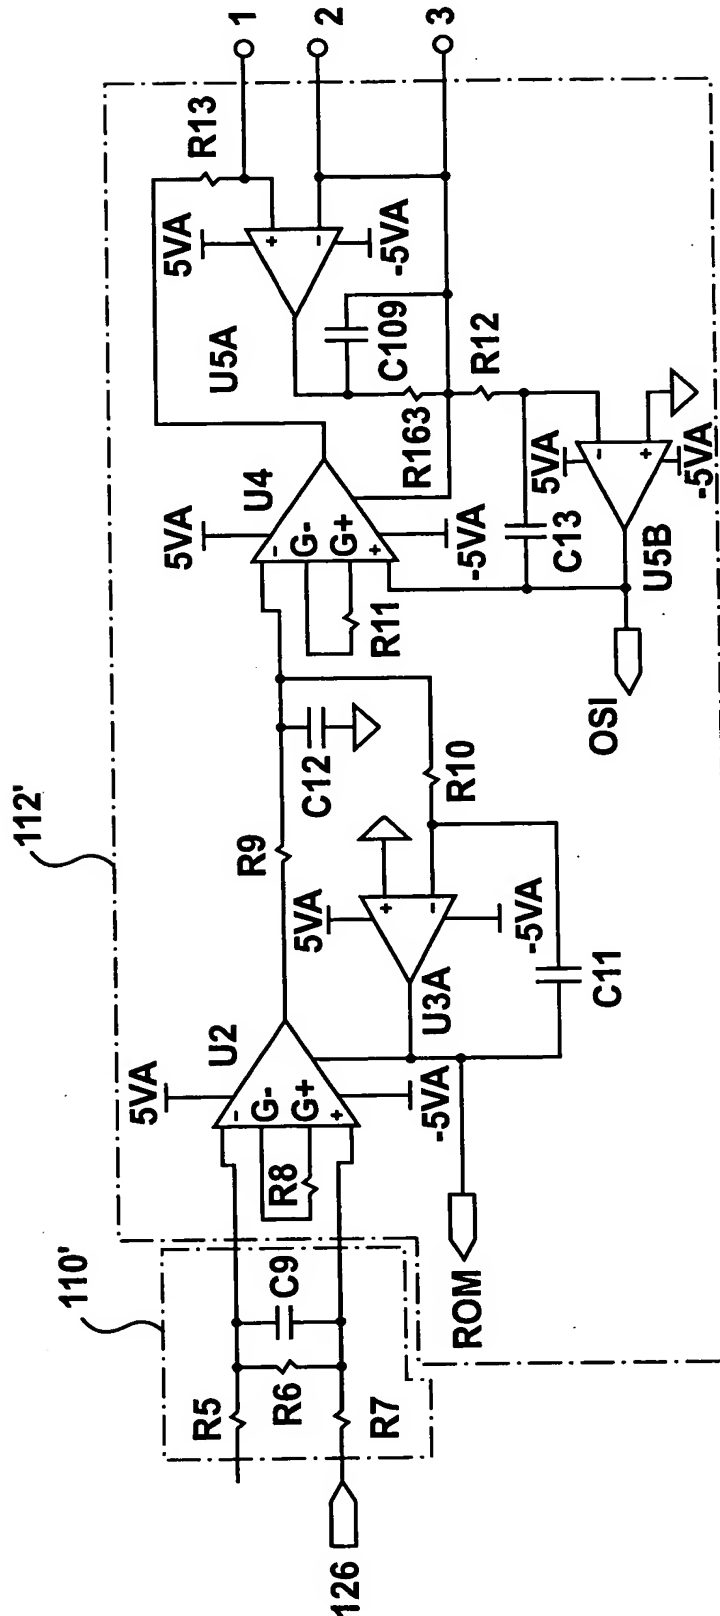 1
2
3
R13
5VA
+
-
-5VA
U5A
C109
R12
R163
5VA
U4
-
G-
G+
+
-5VA
R11
C13
5VA
-
+
-5VA
U5B
OSI
112'
C12
R10
R9
5VA
+
-
-5VA
U3A
C11
5VA
U2
-
G-
G+
+
-5VA
R8
ROM
110'
C9
R6
R5
R7
126